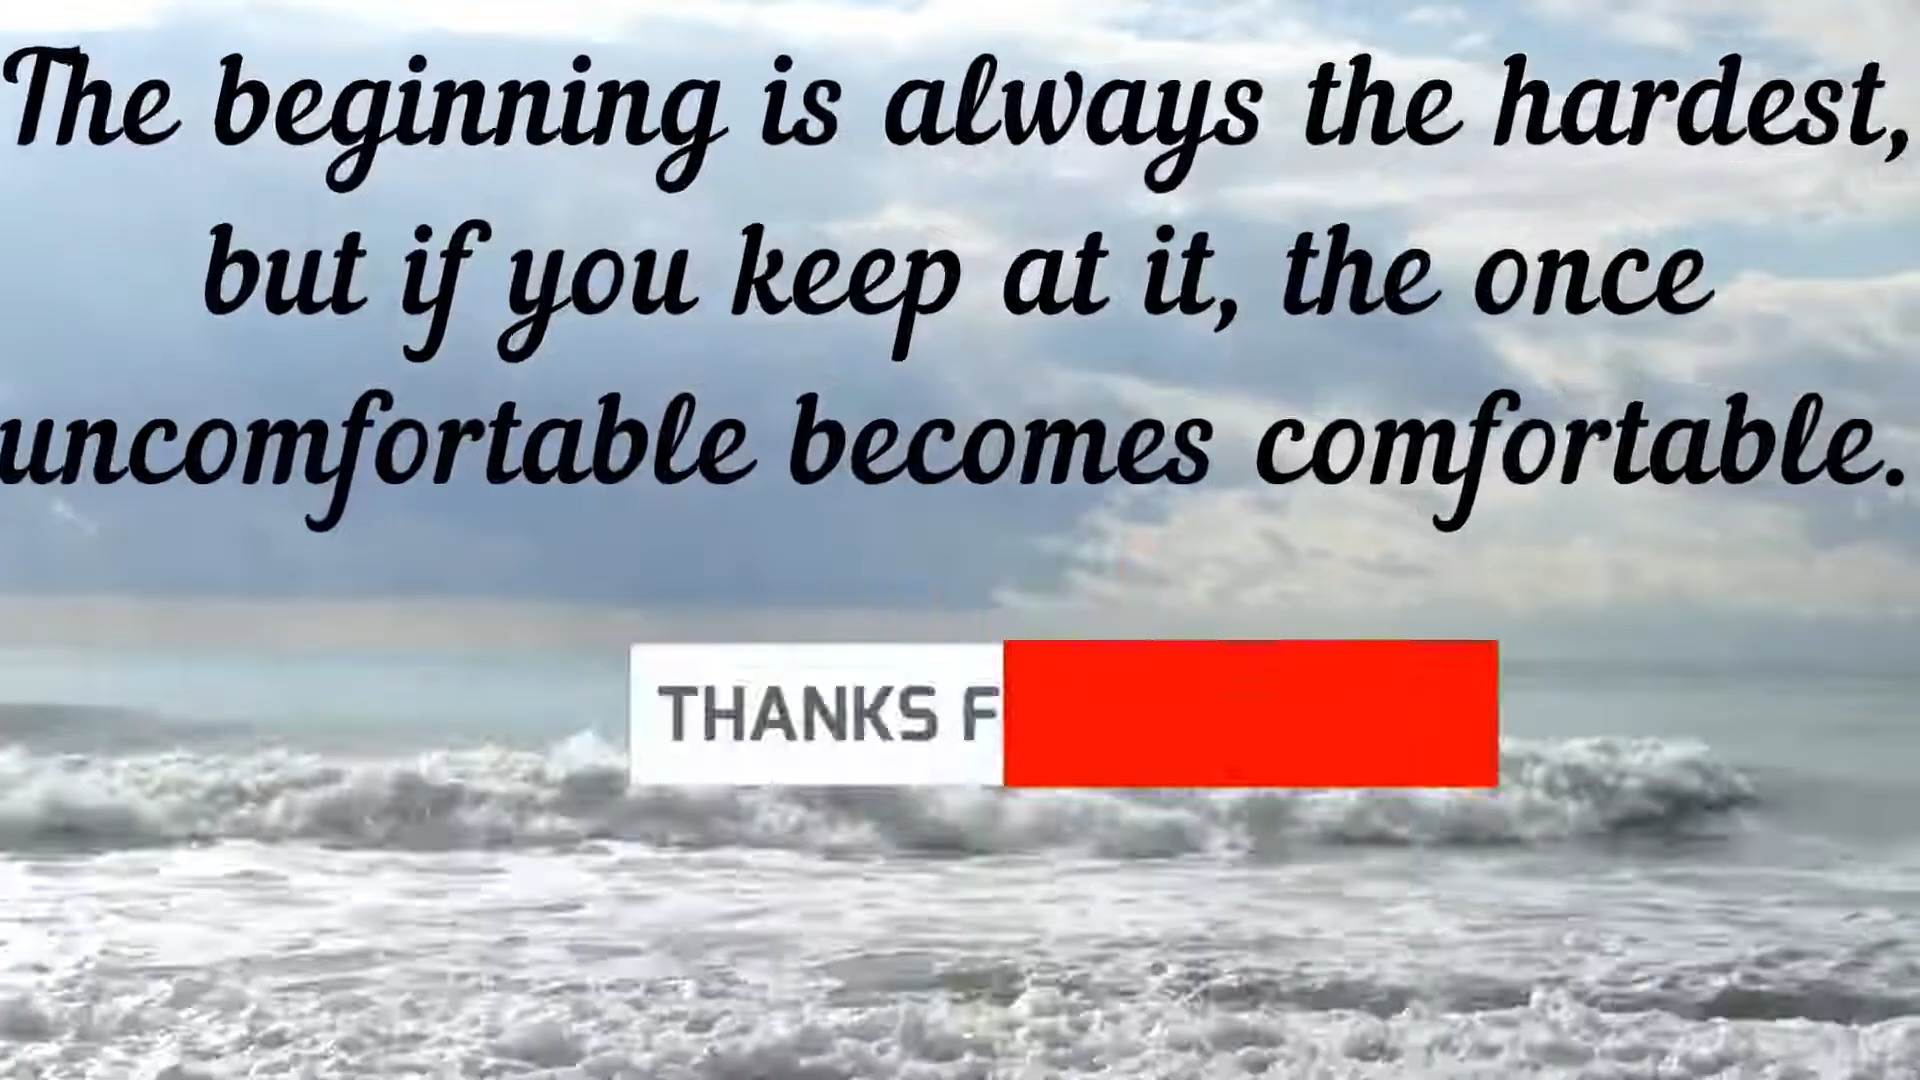 The beginning is always the hardest,
but if you keep at it, the once
uncomfortable becomes comfortable.
THANKS F